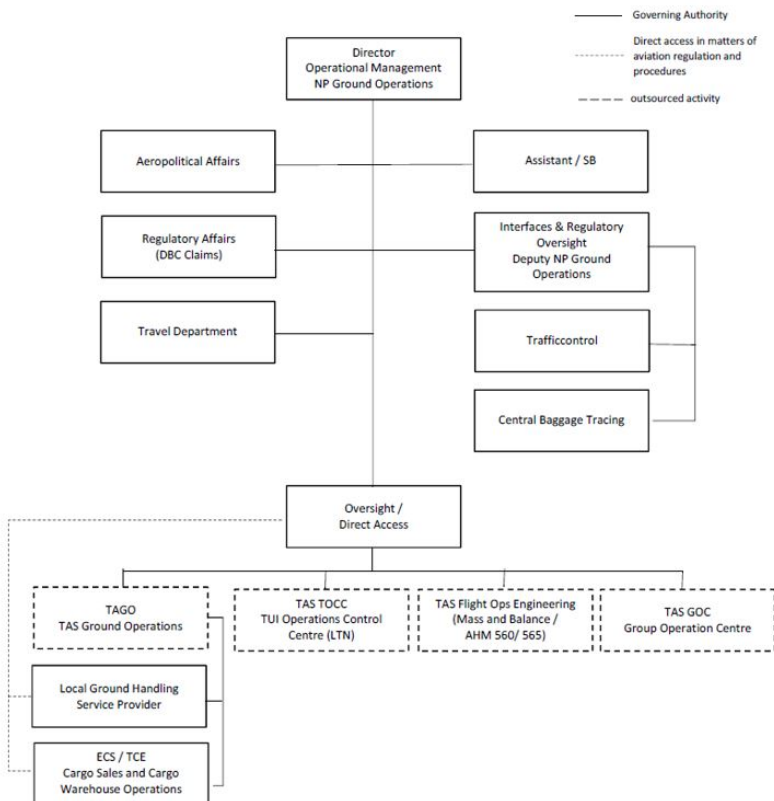 Governing Authority
Direct access in matters of
aviation regulation and
procedures
outsourced activity
Director
Operational Management
NP Ground Operations
Aeropolitical Affairs
Assistant / SB
Regulatory Affairs
(DBC Claims)
Interfaces & Regulatory
Oversight
Deputy NP Ground
Operations
Travel Department
Trafficcontrol
Central Baggage Tracing
Oversight /
Direct Access
TAGO
TAS Ground Operations
TAS TOCC
TUI Operations Control
Centre (LTN)
TAS Flight Ops Engineering
(Mass and Balance /
AHM 560/ 565)
TAS GOC
Group Operation Centre
Local Ground Handling
Service Provider
ECS / TCE
Cargo Sales and Cargo
Warehouse Operations